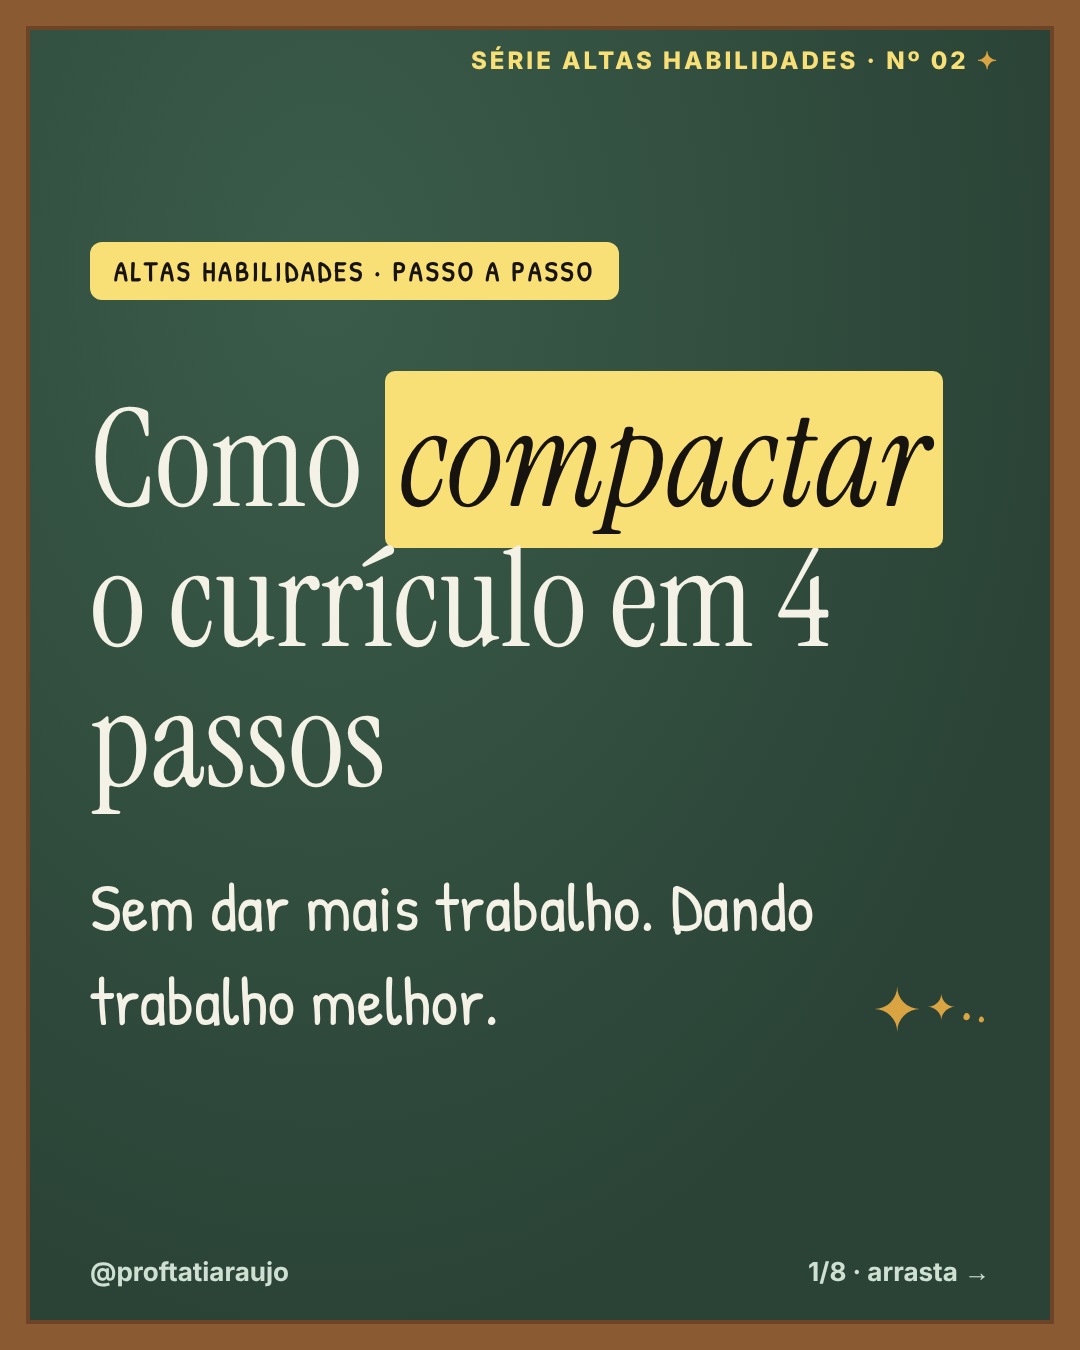 SÉRIE ALTAS HABILIDADES · Nº 02 ✦
ALTAS HABILIDADES · PASSO A PASSO
Como compactar
o currículo em 4
passos
Sem dar mais trabalho. Dando
trabalho melhor.
@proftatiaraujo
1/8 · arrasta →